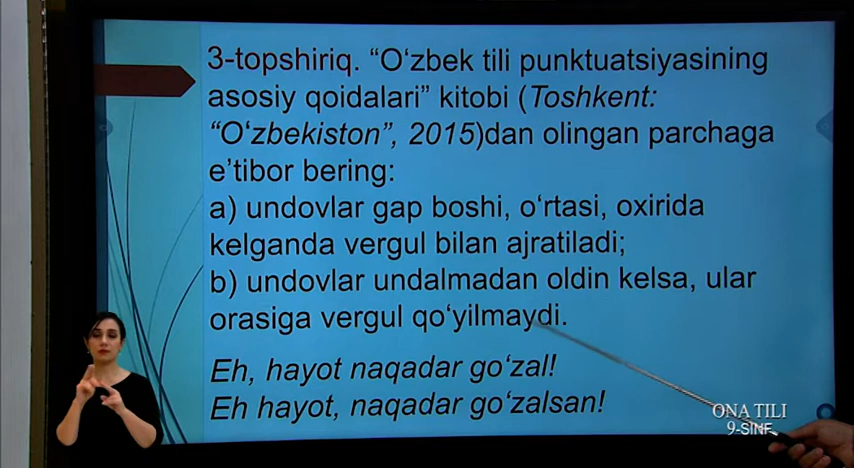 3-topshiriq. “O‘zbek tili punktuatsiyasining
asosiy qoidalari” kitobi (Toshkent:
“O‘zbekiston”, 2015)dan olingan parchaga
e’tibor bering:
a) undovlar gap boshi, o‘rtasi, oxirida
kelganda vergul bilan ajratiladi;
b) undovlar undalmadan oldin kelsa, ular
orasiga vergul qo‘yilmaydi.
Eh, hayot naqadar go‘zal!
Eh hayot, naqadar go‘zalsan!
ONA TILI
9-SINF